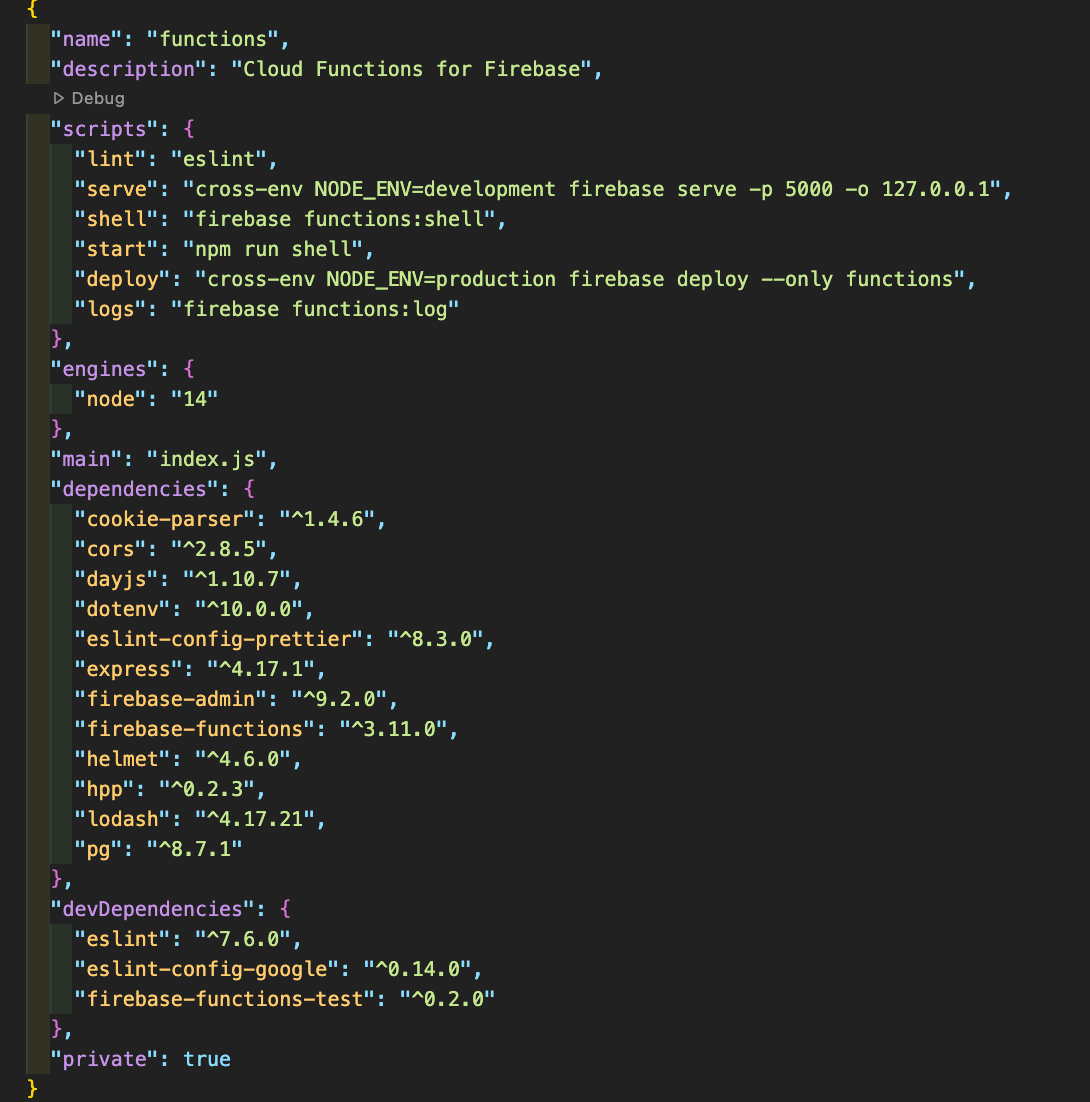 {
"name": "functions",
"description": "Cloud Functions for Firebase",
Debug
"scripts": {
"lint": "eslint",
"serve": "cross-env NODE_ENV=development firebase serve -p 5000 -o 127.0.0.1",
"shell": "firebase functions:shell",
"start": "npm run shell",
"deploy": "cross-env NODE_ENV=production firebase deploy --only functions",
"logs": "firebase functions:log"
},
"engines": {
"node": "14"
},
"main": "index.js",
"dependencies": {
"cookie-parser": "^1.4.6",
"cors": "^2.8.5",
"dayjs": "^1.10.7",
"dotenv": "^10.0.0",
"eslint-config-prettier": "^8.3.0",
"express": "^4.17.1",
"firebase-admin": "^9.2.0",
"firebase-functions": "^3.11.0",
"helmet": "^4.6.0",
"hpp": "^0.2.3",
"lodash": "^4.17.21",
"pg": "^8.7.1"
},
"devDependencies": {
"eslint": "^7.6.0",
"eslint-config-google": "^0.14.0",
"firebase-functions-test": "^0.2.0"
},
"private": true
}